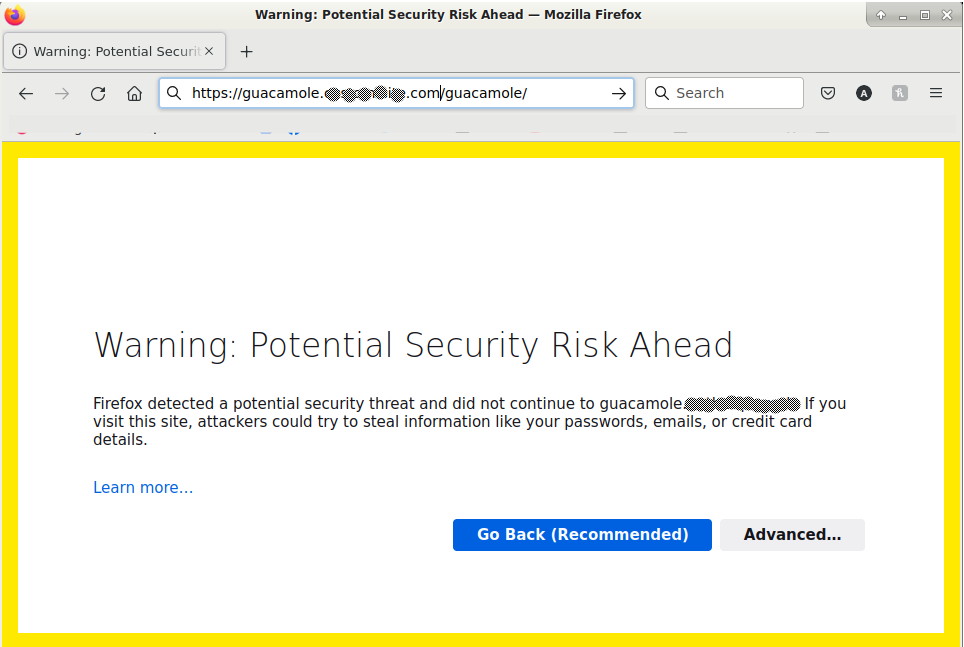 Warning: Potential Security Risk Ahead — Mozilla Firefox
Warning: Potential Securit
https://guacamole. .com/guacamole/
Search
Warning: Potential Security Risk Ahead
Firefox detected a potential security threat and did not continue to guacamole. If you
visit this site, attackers could try to steal information like your passwords, emails, or credit card
details.
Learn more…
Go Back (Recommended)
Advanced…